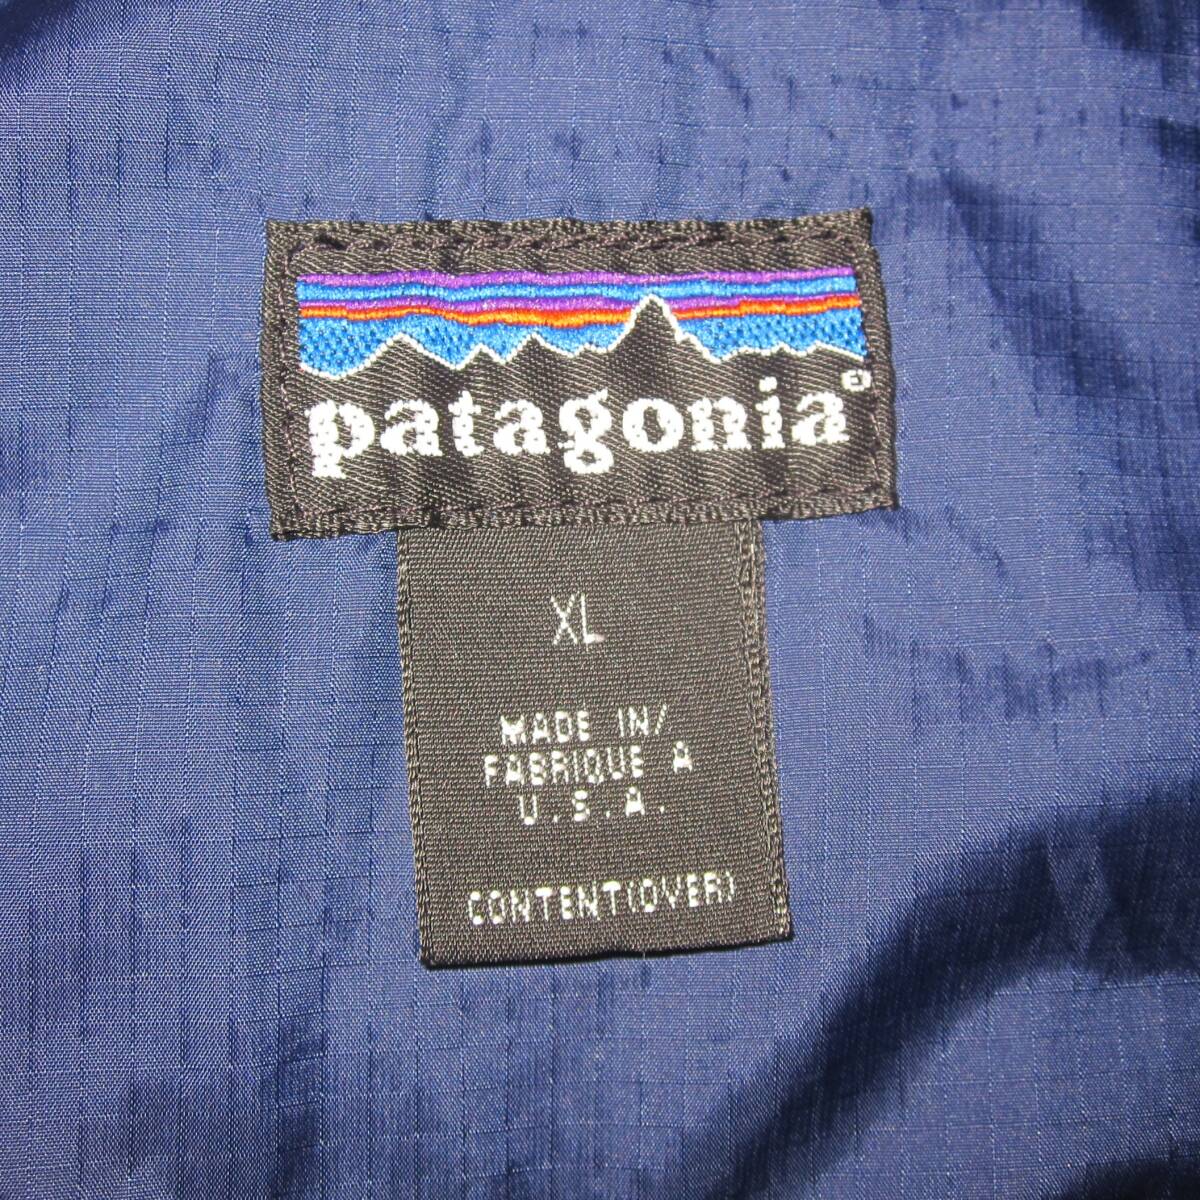 patagonia®
XL
MADE IN/
FABRIQUE A
U.S.A.
CONTENT(OVER)